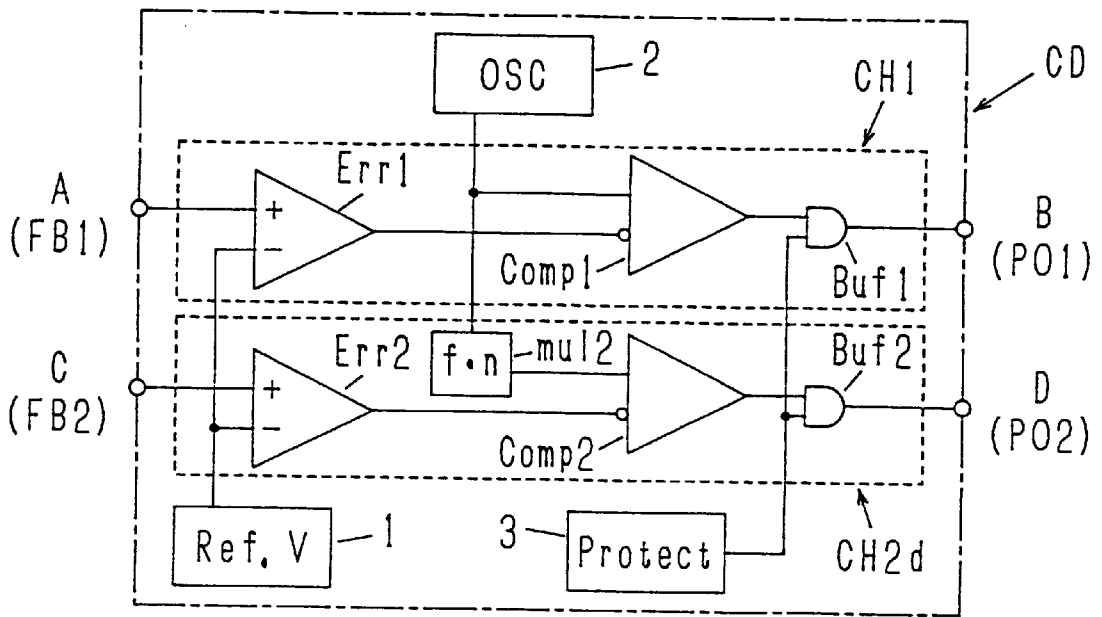 OSC
2
CH1
CD
A
(FB1)
Err1
+
−
Comp1
Buf1
B
(PO1)
C
(FB2)
Err2
+
−
f·n
mul2
Comp2
Buf2
D
(PO2)
Ref. V
1
3
Protect
CH2d